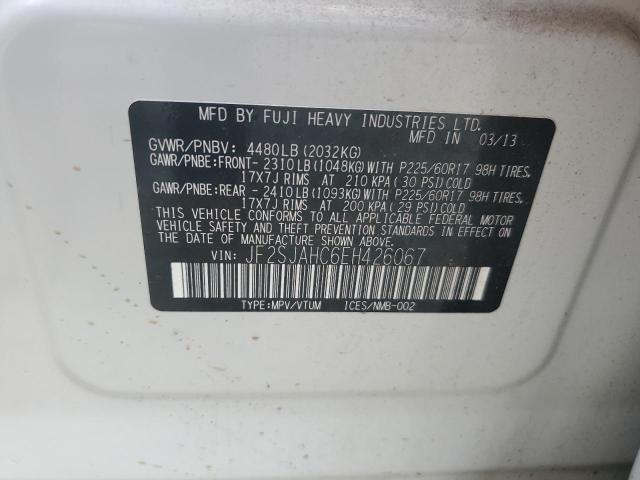 MFD BY FUJI HEAVY INDUSTRIES LTD.
MFD IN 03/13
GVWR/PNBV: 4480LB(2032KG)
GAWR/PNBE:FRONT- 2310LB(1048KG)WITH P225/60R17 98H TIRES,
17X7J RIMS AT 210 KPA(30 PSI)COLD
GAWR/PNBE:REAR - 2410LB(1093KG)WITH P225/60R17 98H TIRES,
17X7J RIMS AT 200 KPA(29 PSI)COLD
THIS VEHICLE CONFORMS TO ALL APPLICABLE FEDERAL MOTOR
VEHICLE SAFETY, BUMPER, AND THEFT PREVENTION STANDARDS
IN EFFECT ON THE DATE OF MANUFACTURE SHOWN ABOVE.
VIN: JF2SJAHC6EH426067
TYPE:MPV/VTUM ICES/NMB-002